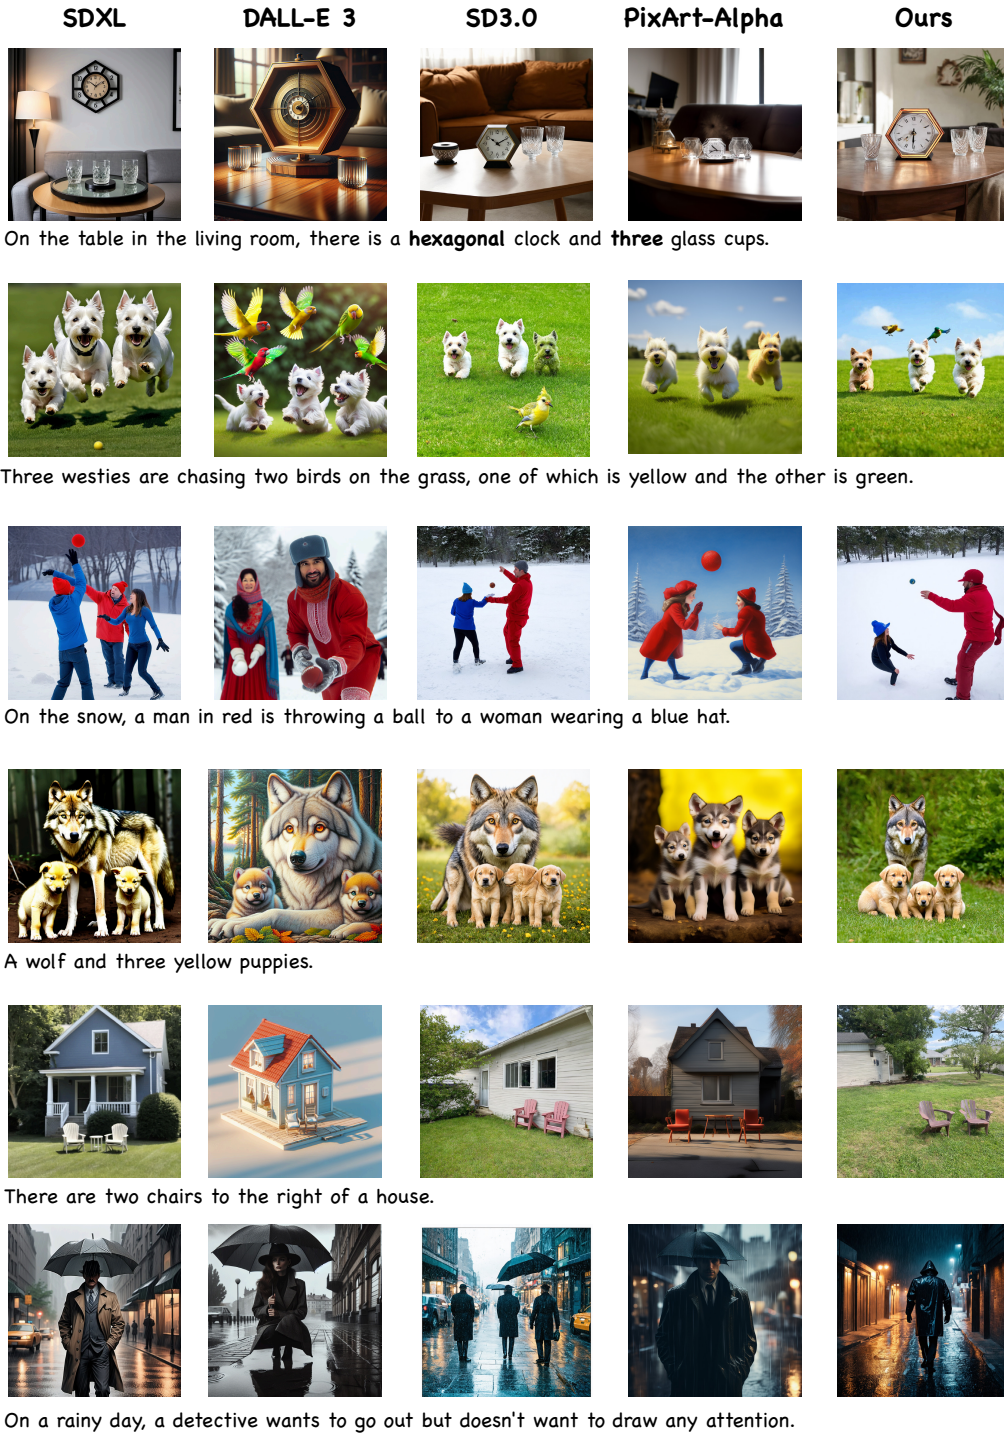 SDXL DALL-E 3 SD3.0 PixArt-Alpha Ours
On the table in the living room, there is a hexagonal clock and three glass cups.
Three westies are chasing two birds on the grass, one of which is yellow and the other is green.
On the snow, a man in red is throwing a ball to a woman wearing a blue hat.
A wolf and three yellow puppies.
There are two chairs to the right of a house.
On a rainy day, a detective wants to go out but doesn't want to draw any attention.